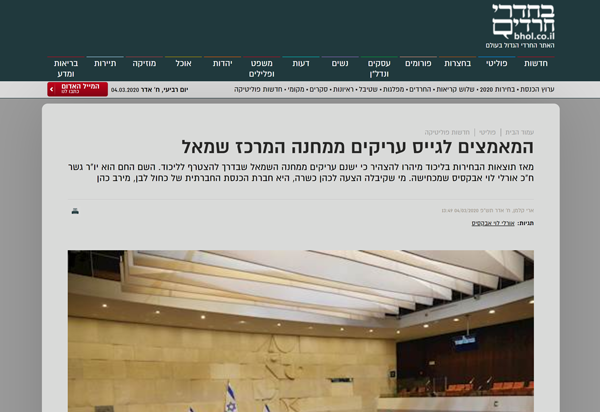 בחדרי
חרדים
bhol.co.il
האתר החרדי הגדול בעולם
חדשות
פוליטי
בחצרות
פורומים
עסקים
ונדל"ן
נשים
דעות
משפט
ופלילים
יהדות
אוכל
מוזיקה
תיירות
בריאות
ומדע
ערוץ הכנסת • בחירות 2020 • שלוש קריאות • החרדים • מפלגות • שטיבל • ראיונות • סקרים • מקומי • חדשות פוליטיקה
יום רביעי, ח' אדר 04.03.2020
המייל האדום
כתבו לנו
עמוד הבית | פוליטי | חדשות פוליטיקה
המאמצים לגייס עריקים ממחנה המרכז שמאל
מאז תוצאות הבחירות בליכוד מיהרו להצהיר כי ישנם עריקים ממחנה השמאל שבדרך להצטרף לליכוד. השם החם הוא יו"ר גשר
ח"כ אורלי לוי אבקסיס שמכחישה. מי שקיבלה הצעה לכהן כשרה, היא חברת הכנסת החברתית של כחול לבן, מירב כהן
תגיות: אורלי לוי אבקסיס